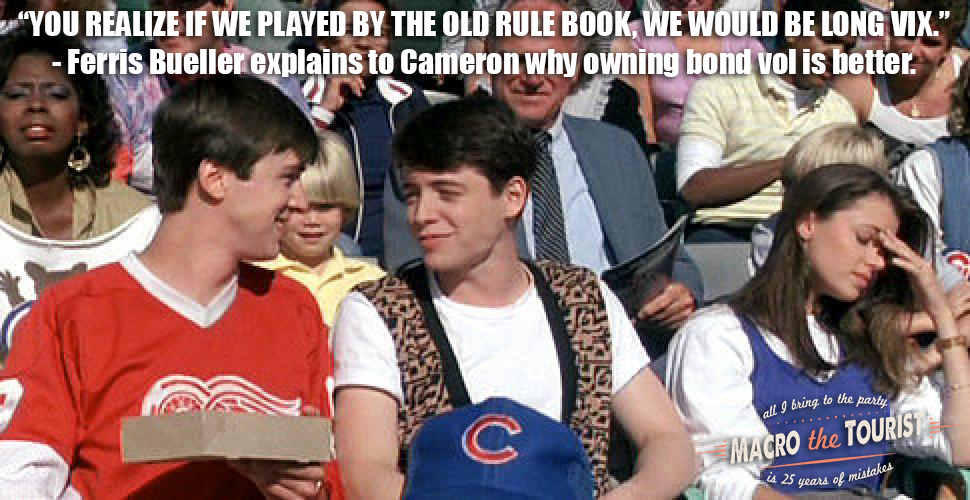 “YOU REALIZE IF WE PLAYED BY THE OLD RULE BOOK, WE WOULD BE LONG VIX.”
- Ferris Bueller explains to Cameron why owning bond vol is better.
C
all I bring to the party
MACRO the TOURIST
is 25 years of mistakes